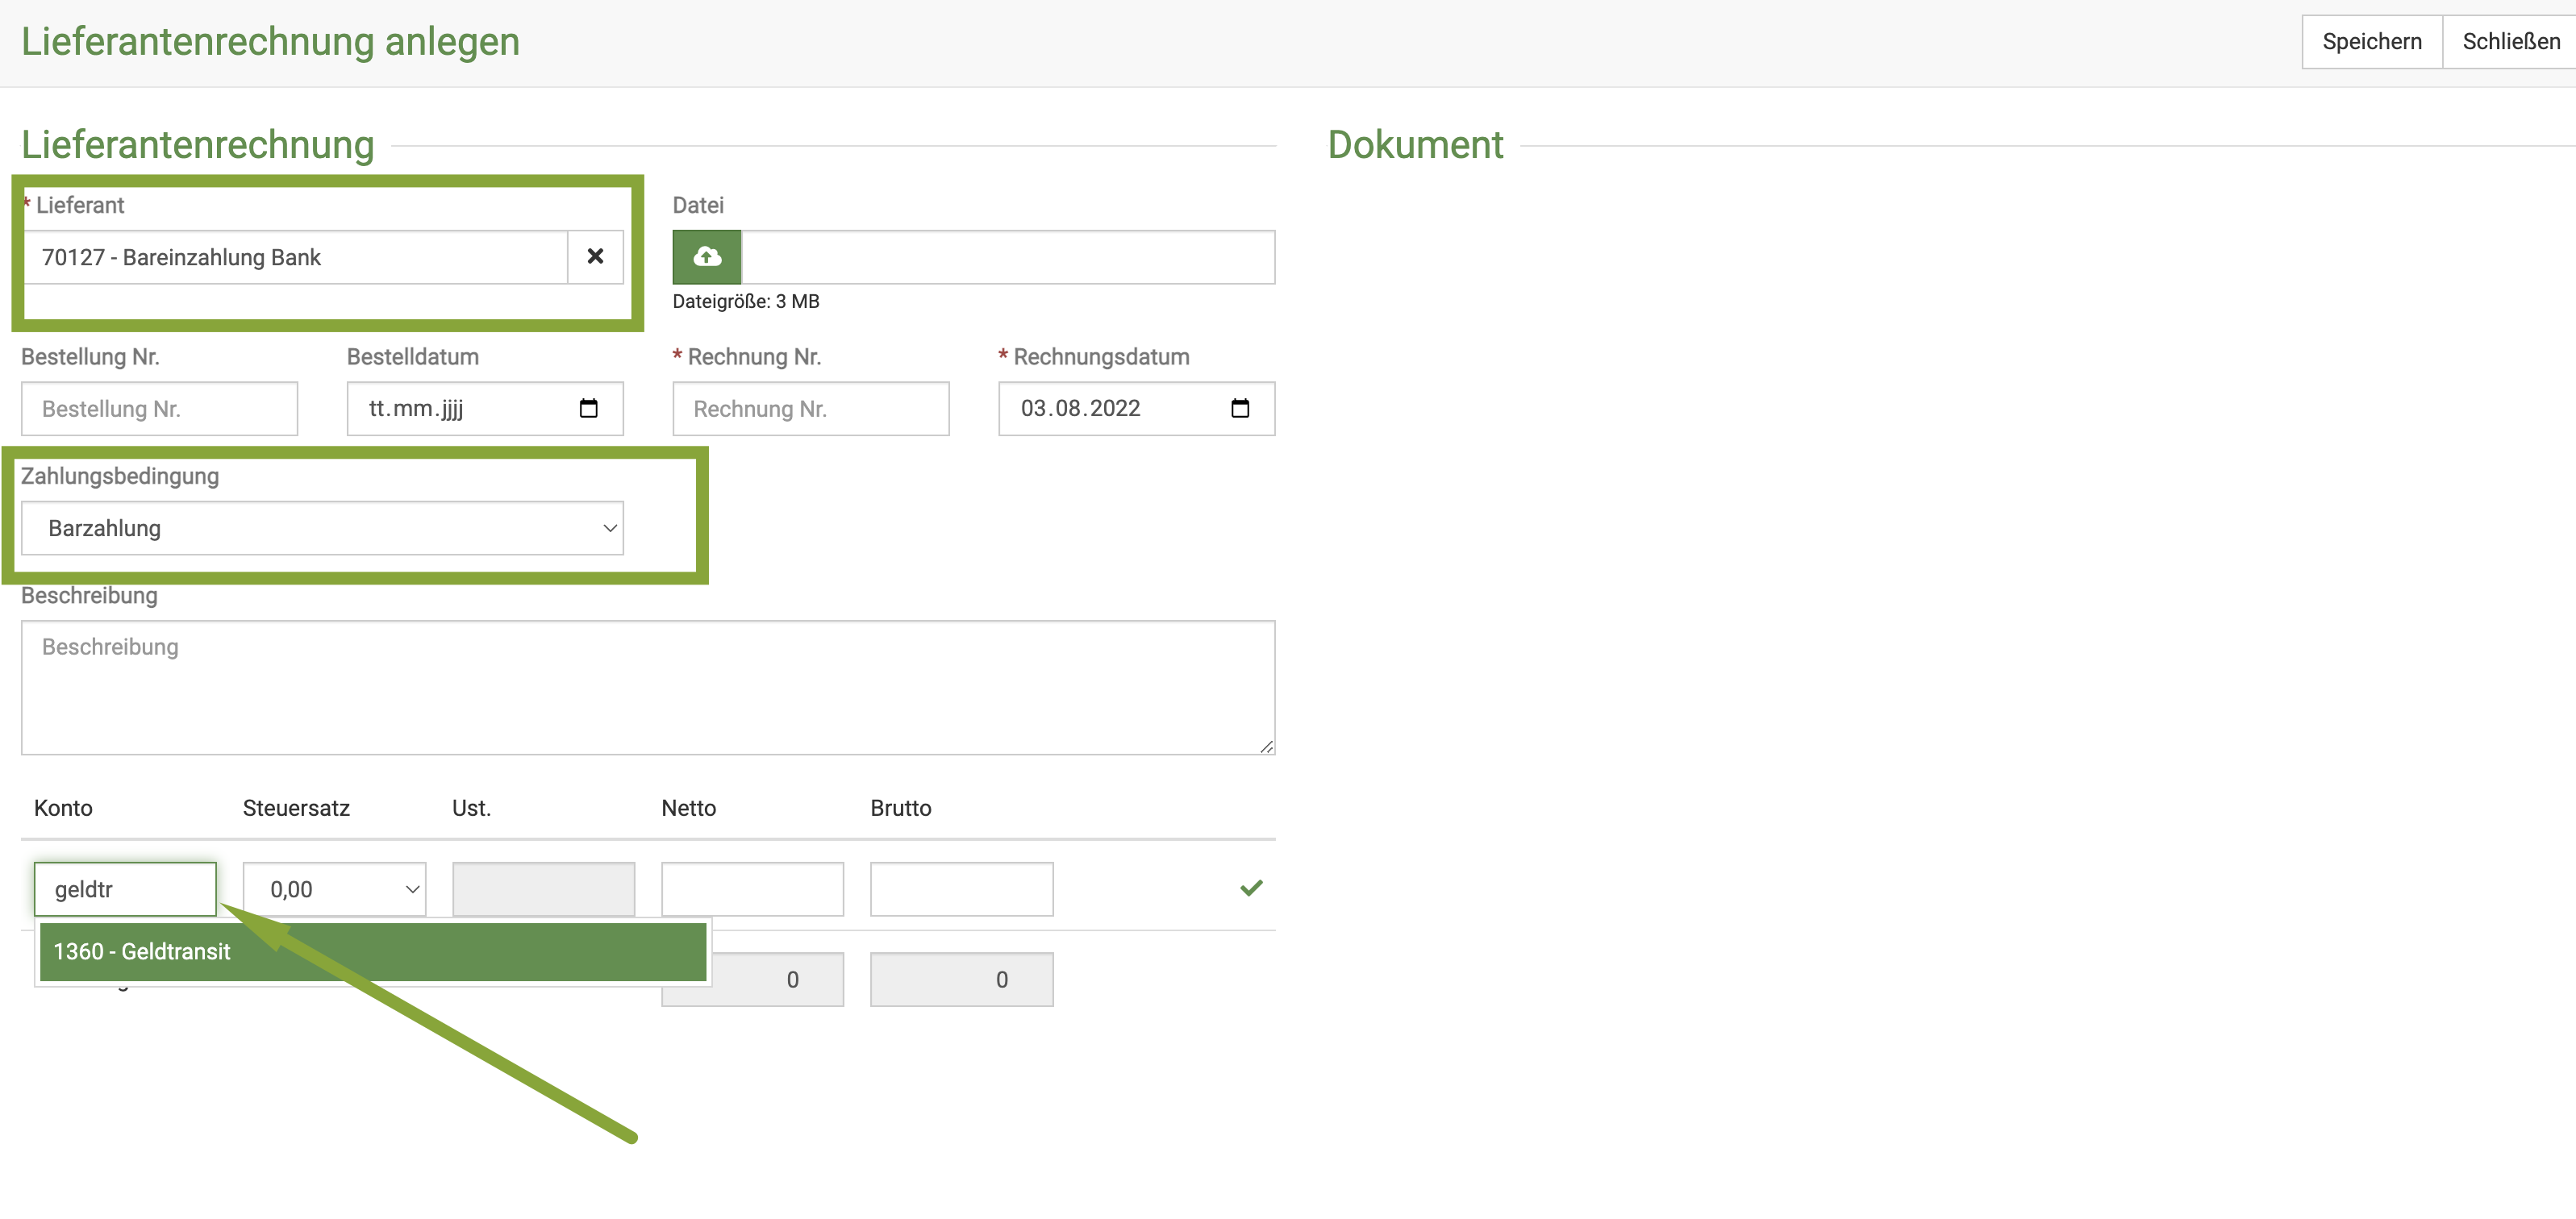 Lieferantenrechnung anlegen
Speichern
Schließen
Lieferantenrechnung
Dokument
* Lieferant
Datei
70127 - Bareinzahlung Bank
Dateigröße: 3 MB
Bestellung Nr.
Bestelldatum
* Rechnung Nr.
* Rechnungsdatum
Bestellung Nr.
tt.mm.jjjj
Rechnung Nr.
03.08.2022
Zahlungsbedingung
Barzahlung
Beschreibung
Beschreibung
Konto
Steuersatz
Ust.
Netto
Brutto
geldtr
0,00
1360 - Geldtransit
0
0